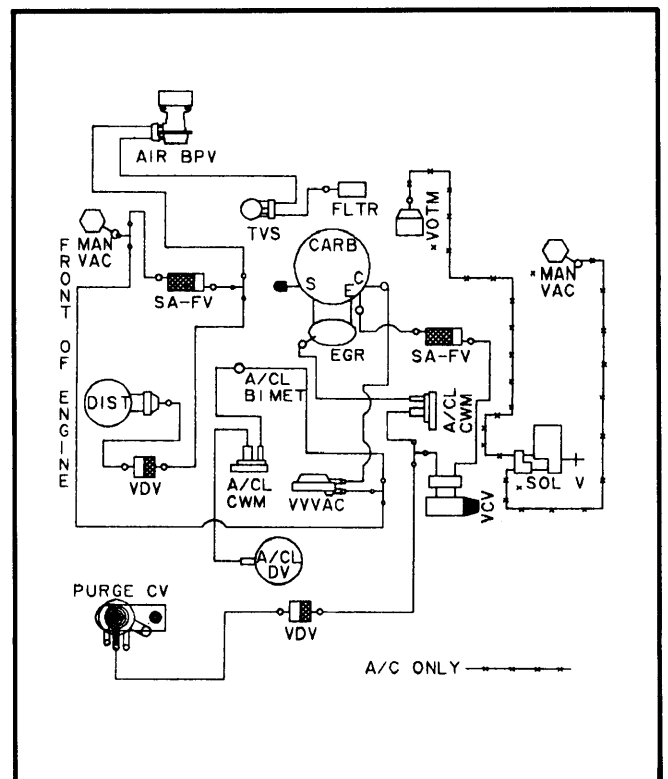 AIR BPV
TVS
FLTR
VOTM
MAN
VAC
MAN
VAC
FRONT OF ENGINE
CARB
S
E
C
SA-FV
EGR
SA-FV
DIST
A/CL
BIMET
A/CL
CWM
VDV
A/CL
CWM
VVVAC
VCV
SOL V
A/CL
DV
PURGE CV
VDV
A/C ONLY